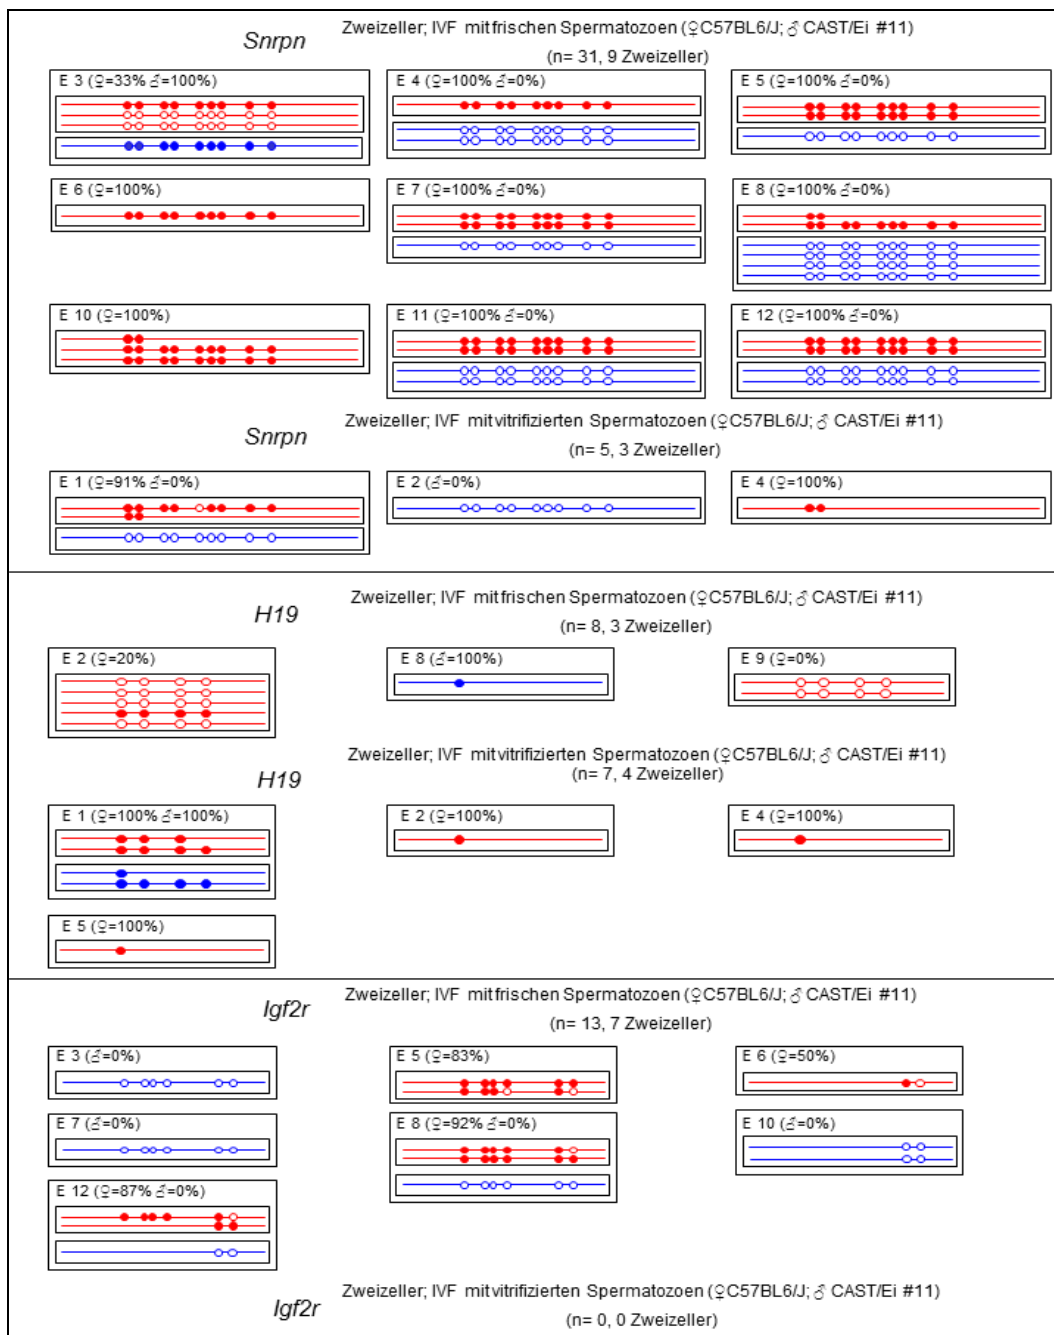 Snrpn
Zweizeller; IVF mit frischen Spermatozoen (♀C57BL6/J; ♂ CAST/Ei #11)
(n= 31, 9 Zweizeller)
E 3 (♀=33% ♂=100%)
E 4 (♀=100% ♂=0%)
E 5 (♀=100% ♂=0%)
E 6 (♀=100%)
E 7 (♀=100% ♂=0%)
E 8 (♀=100% ♂=0%)
E 10 (♀=100%)
E 11 (♀=100% ♂=0%)
E 12 (♀=100% ♂=0%)
Snrpn
Zweizeller; IVF mit vitrifizierten Spermatozoen (♀C57BL6/J; ♂ CAST/Ei #11)
(n= 5, 3 Zweizeller)
E 1 (♀=91% ♂=0%)
E 2 (♂=0%)
E 4 (♀=100%)
H19
Zweizeller; IVF mit frischen Spermatozoen (♀C57BL6/J; ♂ CAST/Ei #11)
(n= 8, 3 Zweizeller)
E 2 (♀=20%)
E 8 (♂=100%)
E 9 (♀=0%)
H19
Zweizeller; IVF mit vitrifizierten Spermatozoen (♀C57BL6/J; ♂ CAST/Ei #11)
(n= 7, 4 Zweizeller)
E 1 (♀=100% ♂=100%)
E 2 (♀=100%)
E 4 (♀=100%)
E 5 (♀=100%)
Igf2r
Zweizeller; IVF mit frischen Spermatozoen (♀C57BL6/J; ♂ CAST/Ei #11)
(n= 13, 7 Zweizeller)
E 3 (♂=0%)
E 5 (♀=83%)
E 6 (♀=50%)
E 7 (♂=0%)
E 8 (♀=92% ♂=0%)
E 10 (♂=0%)
E 12 (♀=87% ♂=0%)
Igf2r
Zweizeller; IVF mit vitrifizierten Spermatozoen (♀C57BL6/J; ♂ CAST/Ei #11)
(n= 0, 0 Zweizeller)